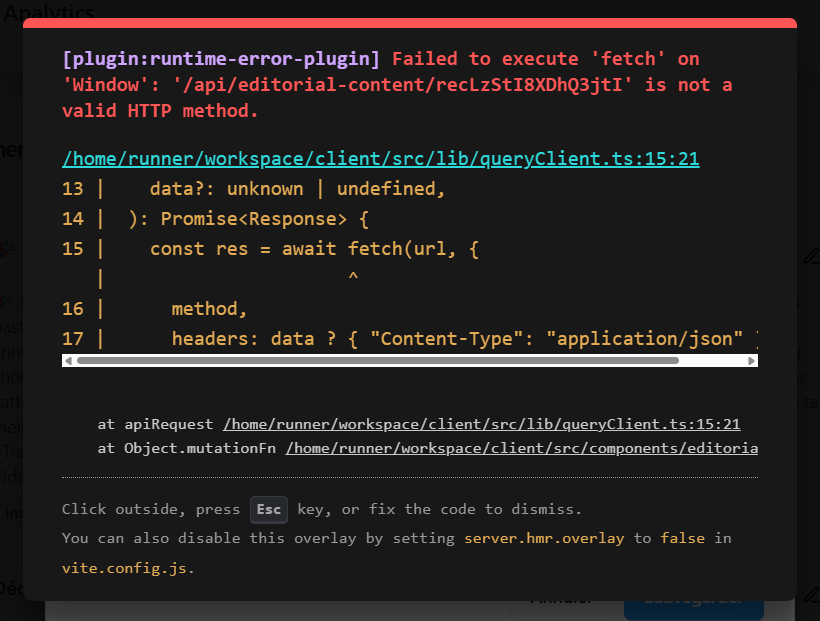 Analytics
[plugin:runtime-error-plugin] Failed to execute 'fetch' on
'Window': '/api/editorial-content/recLzStI8XDhQ3jtI' is not a
valid HTTP method.
/home/runner/workspace/client/src/lib/queryClient.ts:15:21
13 |    data?: unknown | undefined,
14 |  ): Promise<Response> {
15 |    const res = await fetch(url, {
   |                      ^
16 |      method,
17 |      headers: data ? { "Content-Type": "application/json"
at apiRequest /home/runner/workspace/client/src/lib/queryClient.ts:15:21
at Object.mutationFn /home/runner/workspace/client/src/components/editoria
Click outside, press Esc key, or fix the code to dismiss.
You can also disable this overlay by setting server.hmr.overlay to false in
vite.config.js.